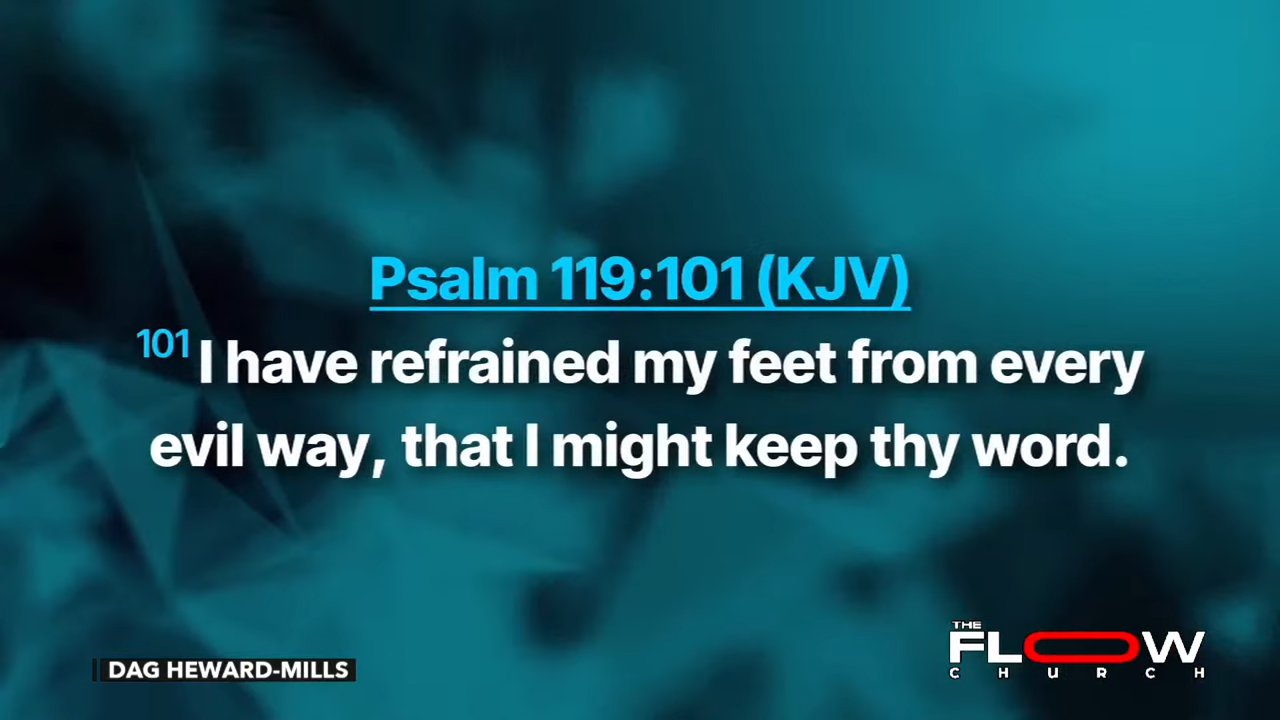 Psalm 119:101 (KJV)
101 I have refrained my feet from every
evil way, that I might keep thy word.
DAG HEWARD-MILLS
THE
FLOW
CHURCH